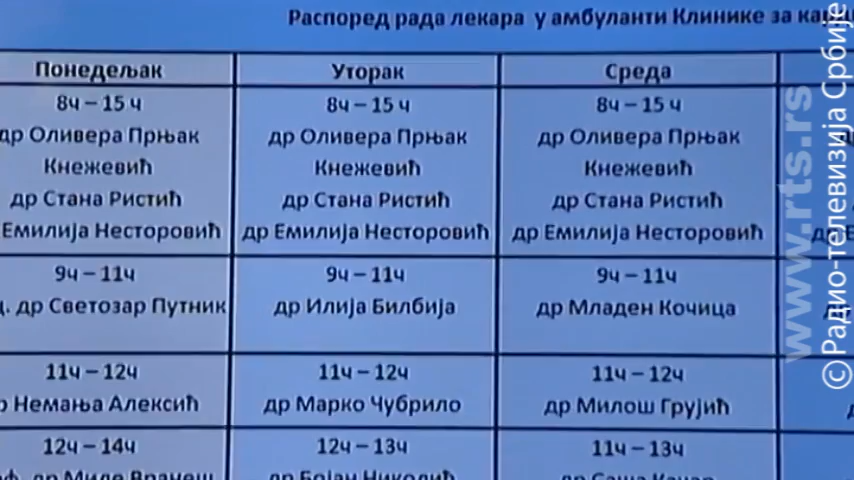 Распоред рада лекара у амбуланти Клинике за
Понедељак Уторак Среда
8ч – 15 ч 8ч – 15 ч 8ч – 15 ч
др Оливера Прњак др Оливера Прњак др Оливера Прњак
Кнежевић Кнежевић Кнежевић
др Стана Ристић др Стана Ристић др Стана Ристић
Емилија Несторовић др Емилија Несторовић др Емилија Несторовић
9ч – 11ч 9ч – 11ч 9ч – 11ч
др Светозар Путник др Илија Билбија др Младен Кочица
11ч – 12ч 11ч – 12ч 11ч – 12ч
Немања Алексић др Марко Чубрило др Милош Грујић
12ч – 14ч 12ч – 13ч 11ч – 13ч
др Миле Вранеш др Бојан Николић др Саша Качар
www.rts.rs
© Радио-телевизија Србије